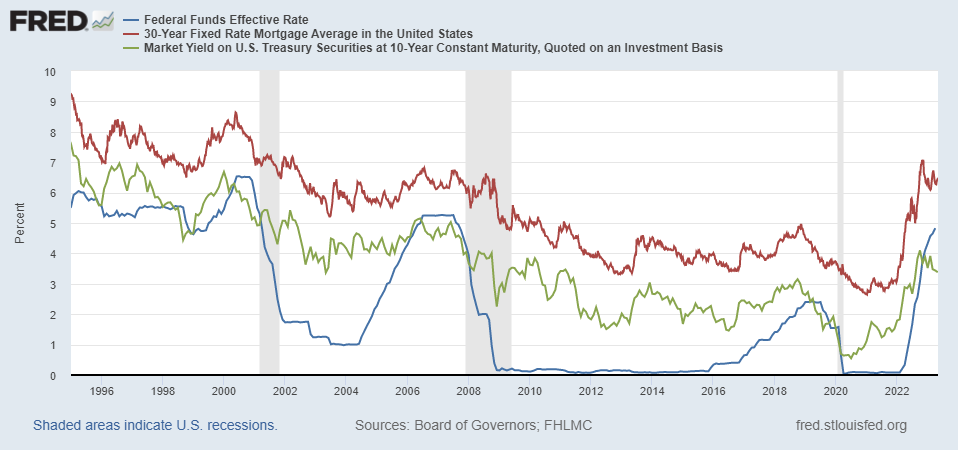 FRED
Federal Funds Effective Rate
30-Year Fixed Rate Mortgage Average in the United States
Market Yield on U.S. Treasury Securities at 10-Year Constant Maturity, Quoted on an Investment Basis
10
9
8
7
6
5
4
3
2
1
0
Percent
1996 1998 2000 2002 2004 2006 2008 2010 2012 2014 2016 2018 2020 2022
Shaded areas indicate U.S. recessions. Sources: Board of Governors; FHLMC fred.stlouisfed.org